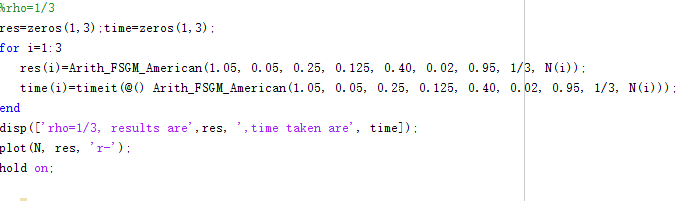 %rho=1/3
res=zeros(1,3);time=zeros(1,3);
for i=1:3
res(i)=Arith_FSGM_American(1.05, 0.05, 0.25, 0.125, 0.40, 0.02, 0.95, 1/3, N(i));
time(i)=timeit(@() Arith_FSGM_American(1.05, 0.05, 0.25, 0.125, 0.40, 0.02, 0.95, 1/3, N(i)));
end
disp(['rho=1/3, results are',res, ',time taken are', time]);
plot(N, res, 'r-');
hold on;